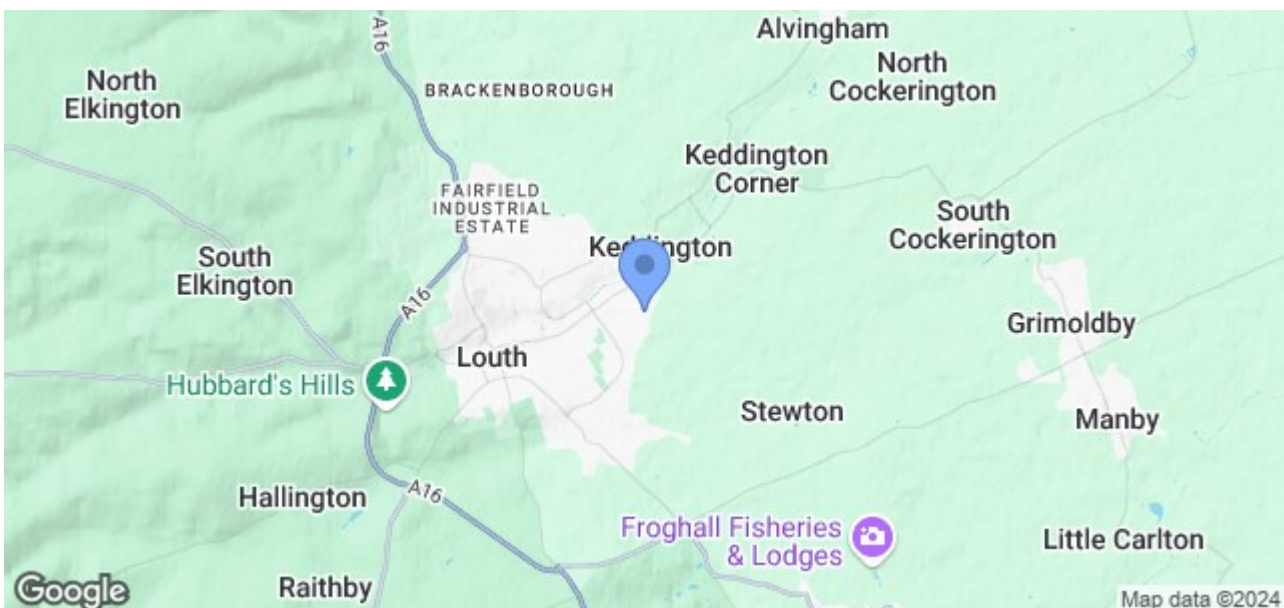 A16
Alvingham
North
Elkington
BRACKENBOROUGH
North
Cockerington
Keddington
Corner
FAIRFIELD
INDUSTRIAL
ESTATE
South
Cockerington
Keddington
South
Elkington
A16
Grimoldby
Louth
Hubbard's Hills
Stewton
Manby
Hallington
A16
Froghall Fisheries
& Lodges
Little Carlton
Raithby
Google
Map data ©2024